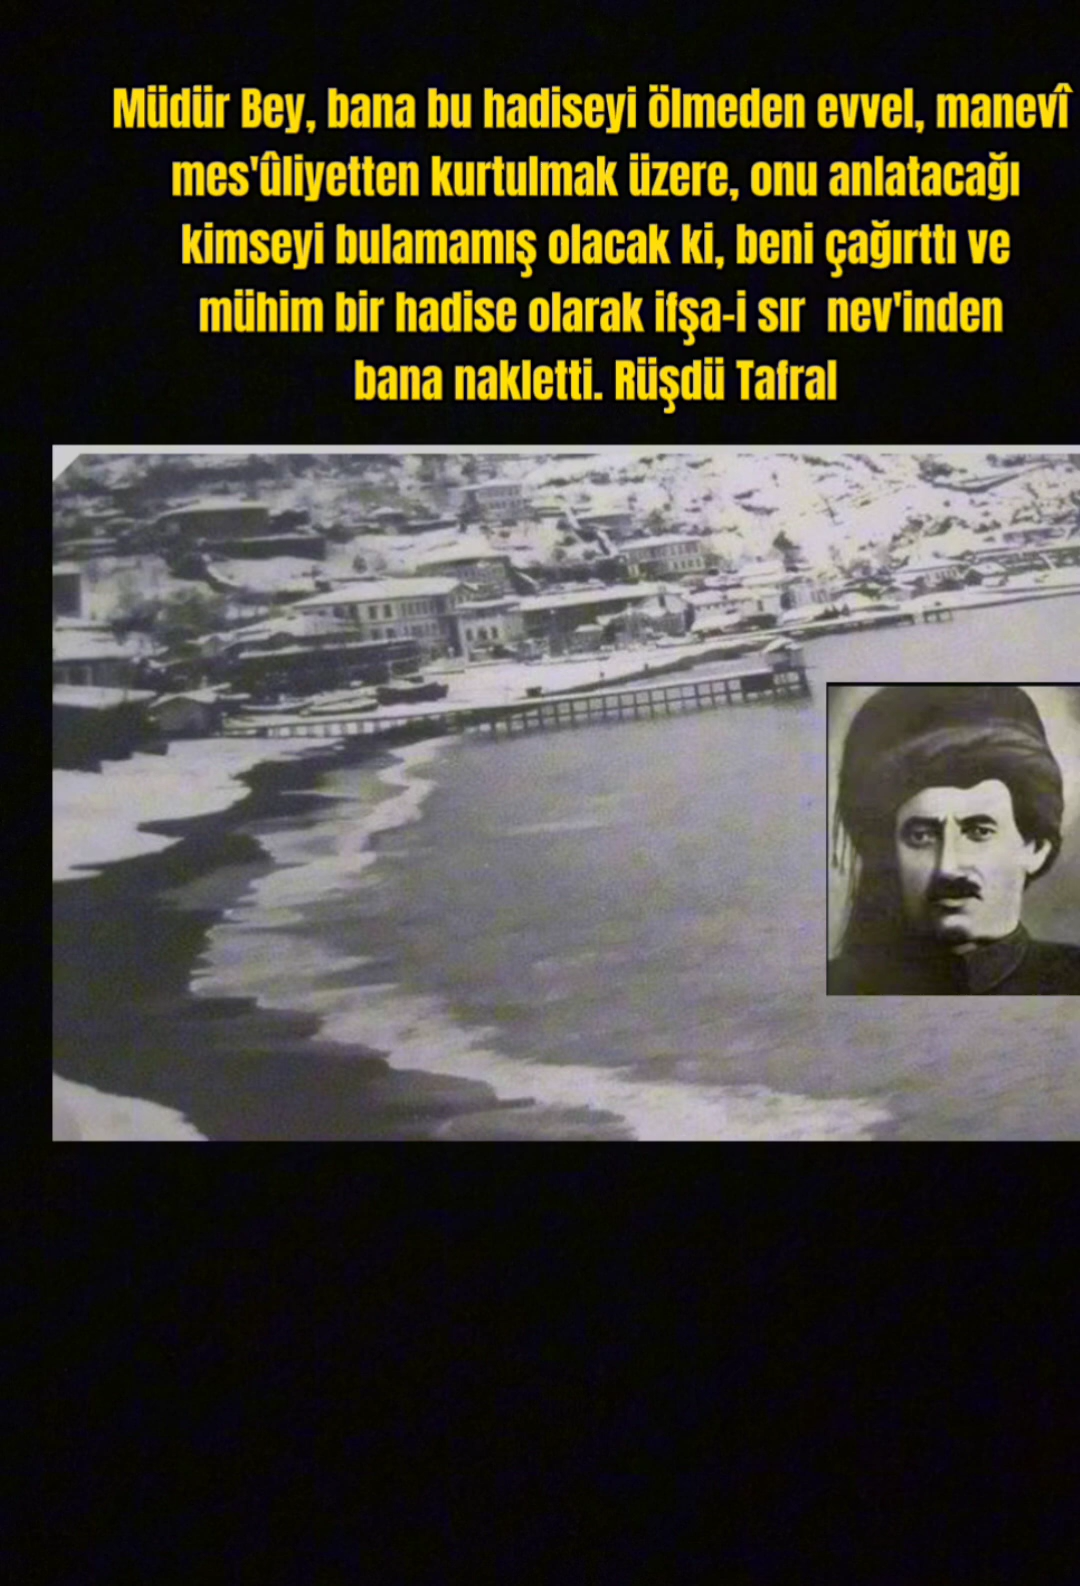 Müdür Bey, bana bu hadiseyi ölmeden evvel, manevî
mes'ûliyetten kurtulmak üzere, onu anlatacağı
kimseyi bulamamış olacak ki, beni çağırttı ve
mühim bir hadise olarak ifşa-i sır nev'inden
bana nakletti. Rüşdü Tafral